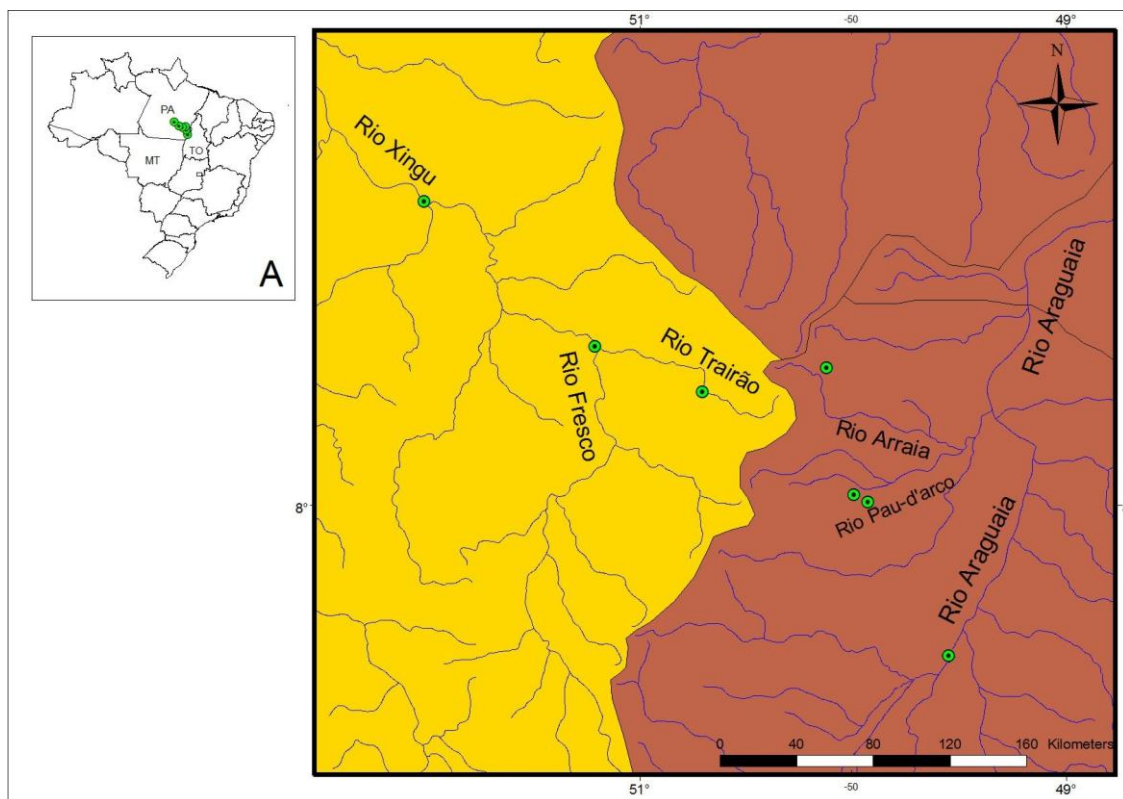 51°
-50
49°
N
PA
MT
TO
A
Rio Xingu
Rio Araguaia
Rio Trairão
Rio Fresco
Rio Arraia
8°
Rio Pau-d'arco
Rio Araguaia
0 40 80 120 160 Kilometers
51°
-50
49°